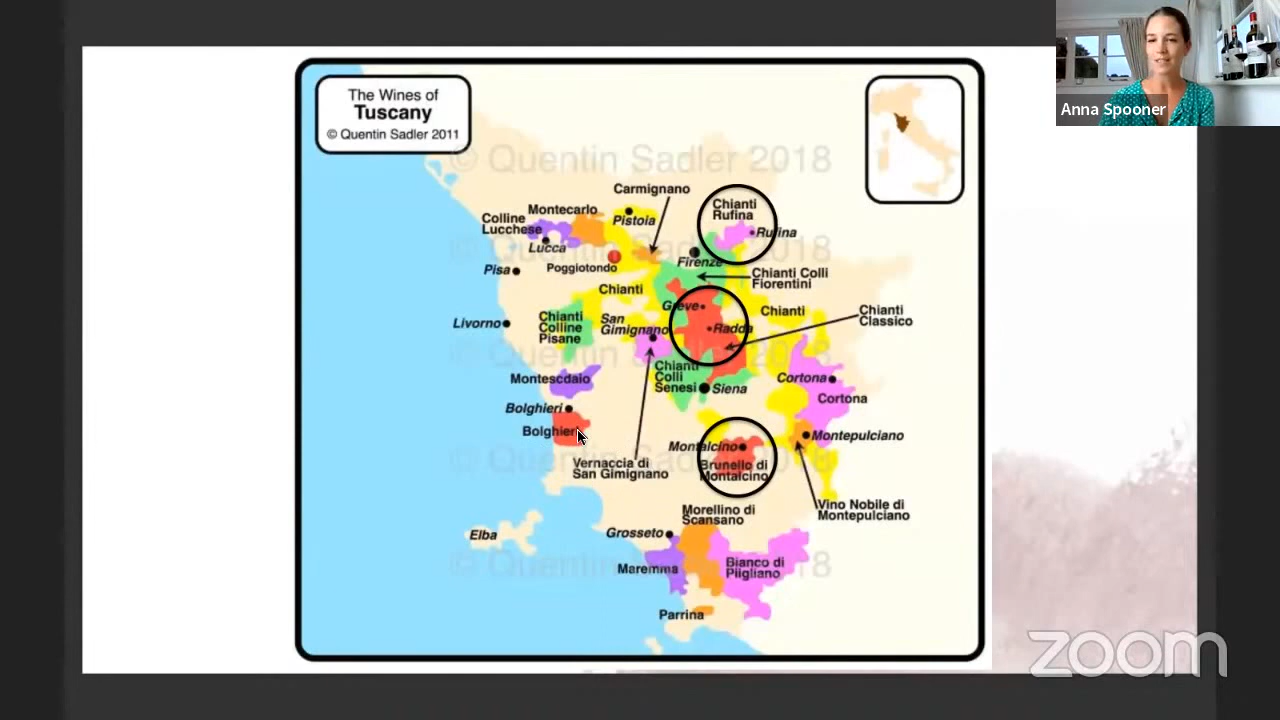 The Wines of
Tuscany
© Quentin Sadler 2011
© Quentin Sadler 2018
Anna Spooner
Carmignano
Chianti
Rufina
Rufina
Montecarlo
Pistoia
Colline
Lucchese
Lucca
Firenze
Pisa
Poggiotondo
Chianti Colli
Fiorentini
Chianti
Greve
Chianti
Chianti
Classico
Chianti
Colline
Pisane
San
Gimignano
Radda
Livorno
Chianti
Colli
Senesi
Siena
Montescdaio
Cortona
Cortona
Bolgheri
Bolgheri
Montepulciano
Montalcino
Brunello di
Montalcino
Vernaccia di
San Gimignano
Vino Nobile di
Montepulciano
Morellino di
Scansano
Elba
Grosseto
Maremma
Bianco di
Pitigliano
Parrina
zoom